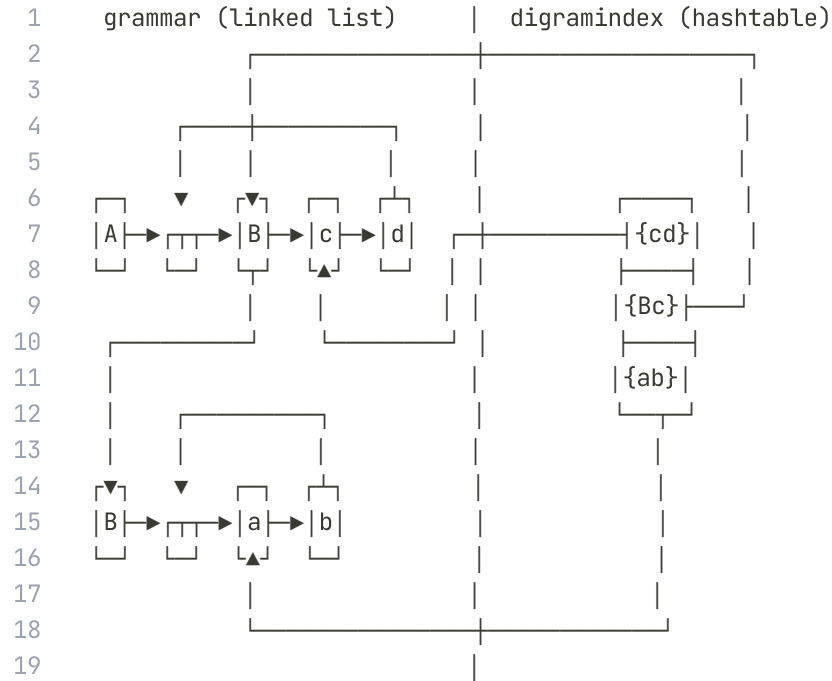 1 grammar (linked list) | digramindex (hashtable)
2 ┌───────────────┼──────────────────┐
3 │ | │
4 ┌────┼─────────┐ | │
5 │ │ │ | │
6 ┌─┐ ▼ ┌▼┐ ┌─┐ ┌┴┐ | ┌────┐ │
7 │A├─▶┌┬┬─▶│B├─▶│c├─▶│d│ ┌─┼─────────┤{cd}│ │
8 └─┘ └─┘ └┬┘ └▲┘ └─┘ │ | ├────┤ │
9 │ │ │ | │{Bc}├───┘
10 ┌─────────┘ └────────┘ | ├────┤
11 │ | │{ab}│
12 │ ┌─────────┐ | └──┬─┘
13 │ │ │ | │
14 ┌▼┐ ▼ ┌─┐ ┌┴┐ | │
15 │B├─▶┌┬┬─▶│a├─▶│b│ | │
16 └─┘ └─┘ └▲┘ └─┘ | │
17 │ | │
18 └───────────────┼────────────┘
19 |